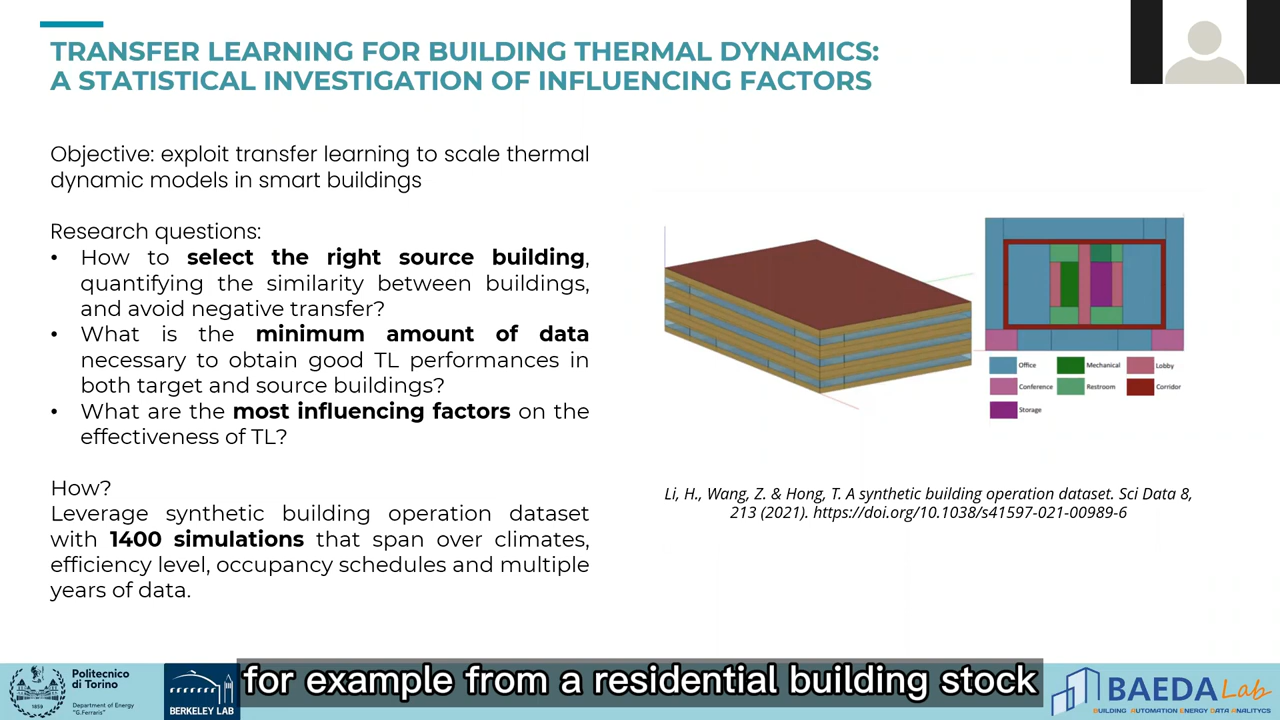 TRANSFER LEARNING FOR BUILDING THERMAL DYNAMICS:
A STATISTICAL INVESTIGATION OF INFLUENCING FACTORS
Objective: exploit transfer learning to scale thermal
dynamic models in smart buildings
Research questions:
• How to select the right source building,
quantifying the similarity between buildings,
and avoid negative transfer?
• What is the minimum amount of data
necessary to obtain good TL performances in
both target and source buildings?
• What are the most influencing factors on the
effectiveness of TL?
How?
Leverage synthetic building operation dataset
with 1400 simulations that span over climates,
efficiency level, occupancy schedules and multiple
years of data.
Office Mechanical Lobby
Conference Restroom Corridor
Storage
Li, H., Wang, Z. & Hong, T. A synthetic building operation dataset. Sci Data 8,
213 (2021). https://doi.org/10.1038/s41597-021-00989-6
for example from a residential building stock
1859
Politecnico
di Torino
Department of Energy
"G.Ferraris"
BERKELEY LAB
BAEDA Lab
BUILDING AUTOMATION ENERGY DATA ANALITYCS